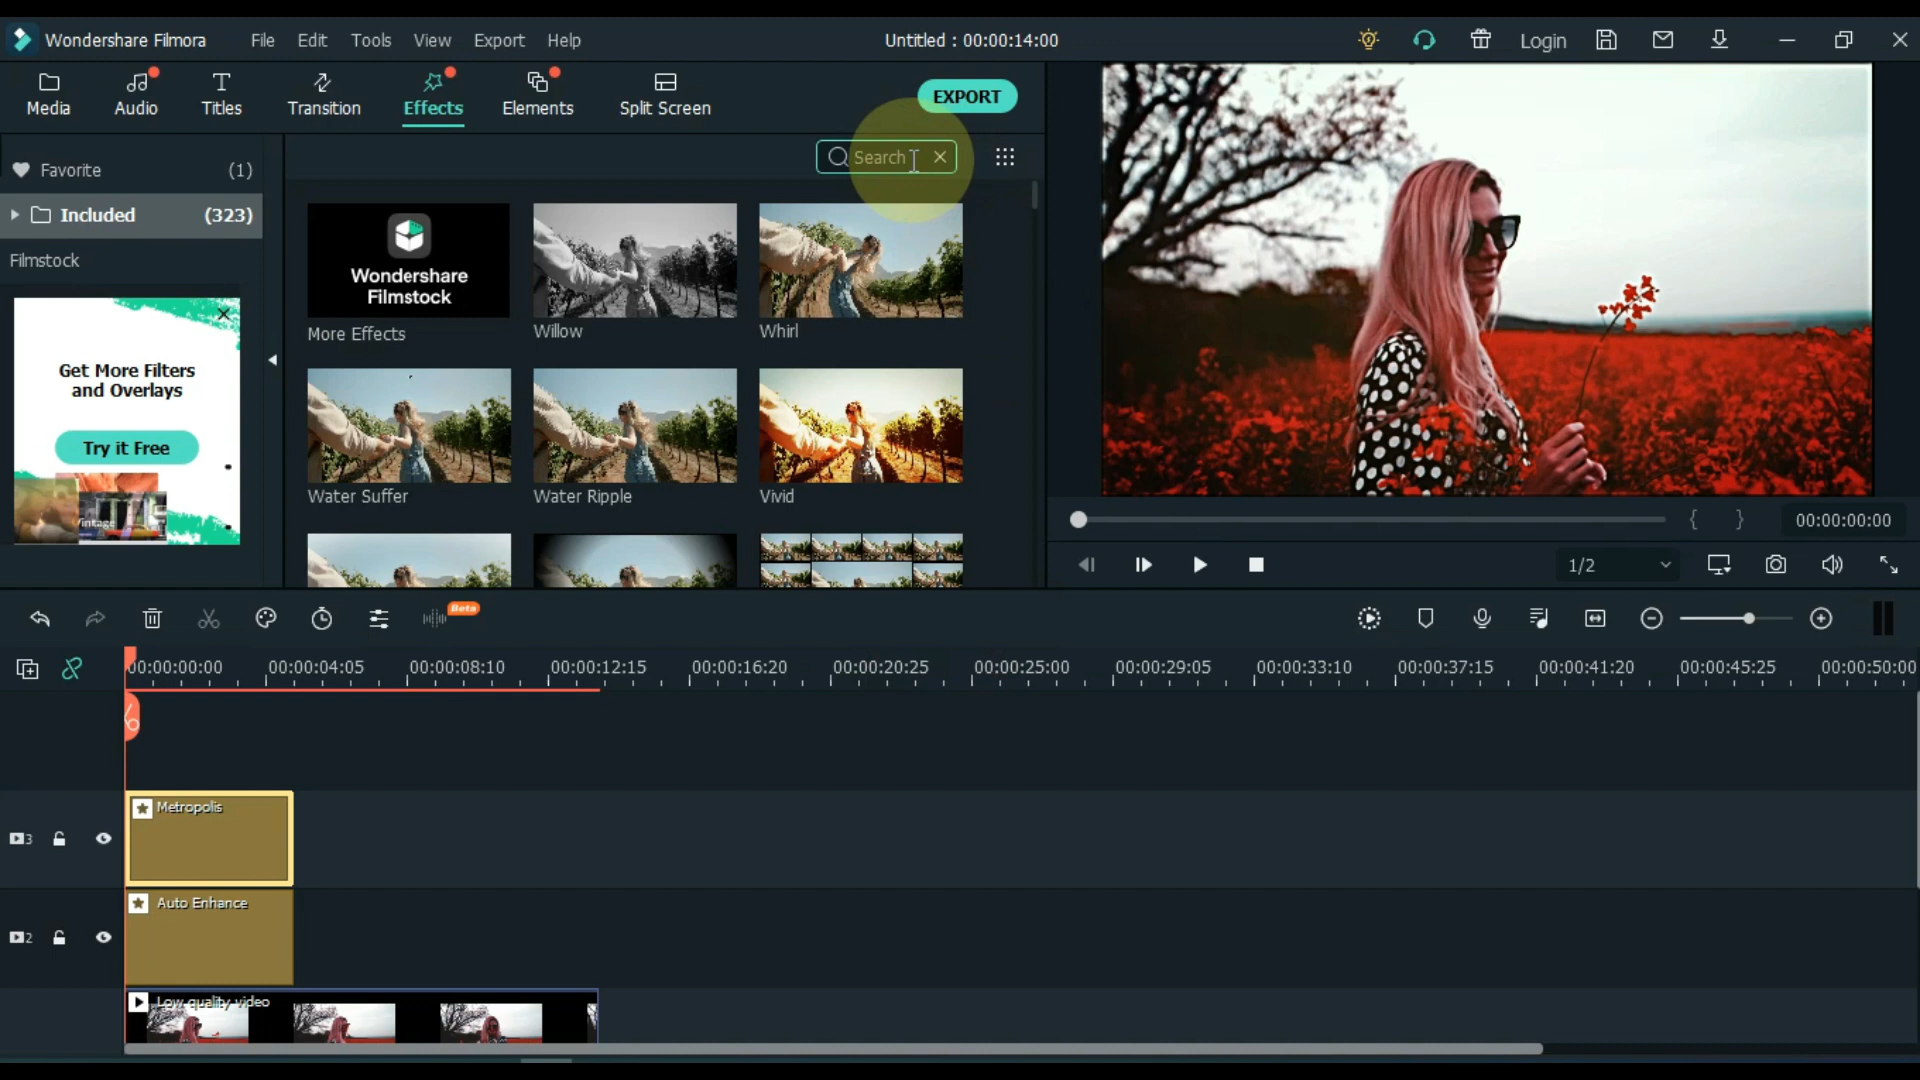 Wondershare Filmora File Edit Tools View Export Help Untitled : 00:00:14:00 Login
Media Audio Titles Transition Effects Elements Split Screen EXPORT
Favorite (1)
Included (323)
Filmstock
Get More Filters
and Overlays
Try it Free
Vintage
Search
Wondershare
Filmstock
More Effects Willow Whirl
Water Suffer Water Ripple Vivid
{ } 00:00:00:00
1/2
Beta
00:00:00:00 00:00:04:05 00:00:08:10 00:00:12:15 00:00:16:20 00:00:20:25 00:00:25:00 00:00:29:05 00:00:33:10 00:00:37:15 00:00:41:20 00:00:45:25 00:00:50:00
Metropolis
3
Auto Enhance
2
Low quality video